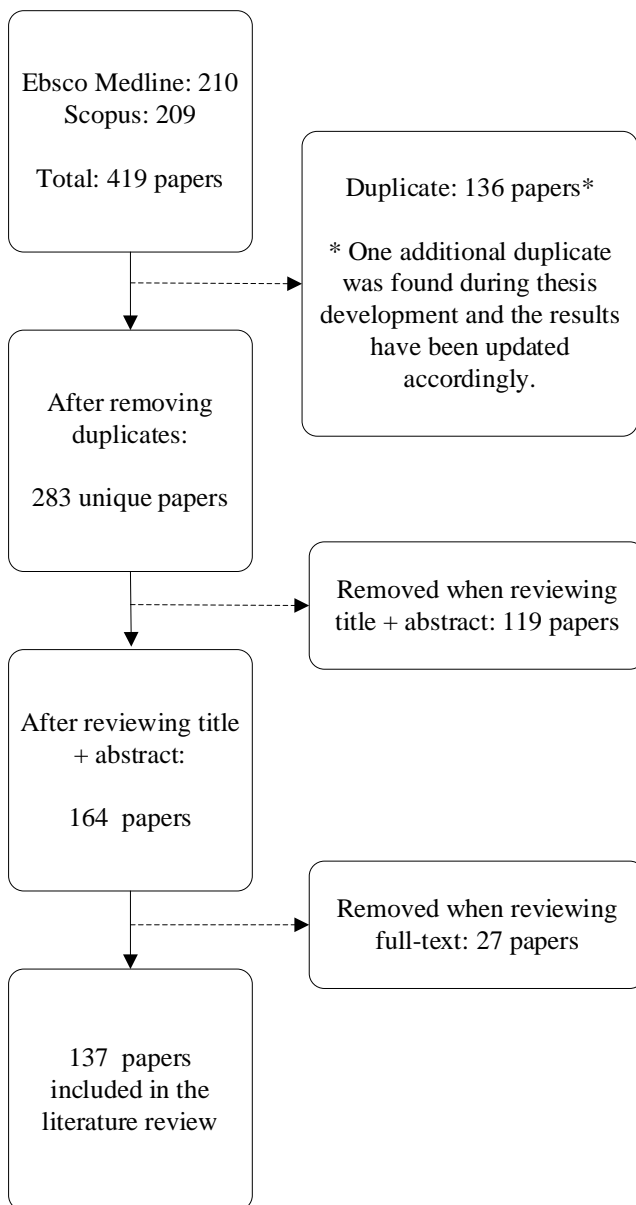 Ebsco Medline: 210
Scopus: 209
Total: 419 papers
Duplicate: 136 papers*
* One additional duplicate
was found during thesis
development and the results
have been updated
accordingly.
After removing
duplicates:
283 unique papers
Removed when reviewing
title + abstract: 119 papers
After reviewing title
+ abstract:
164 papers
Removed when reviewing
full-text: 27 papers
137 papers
included in the
literature review